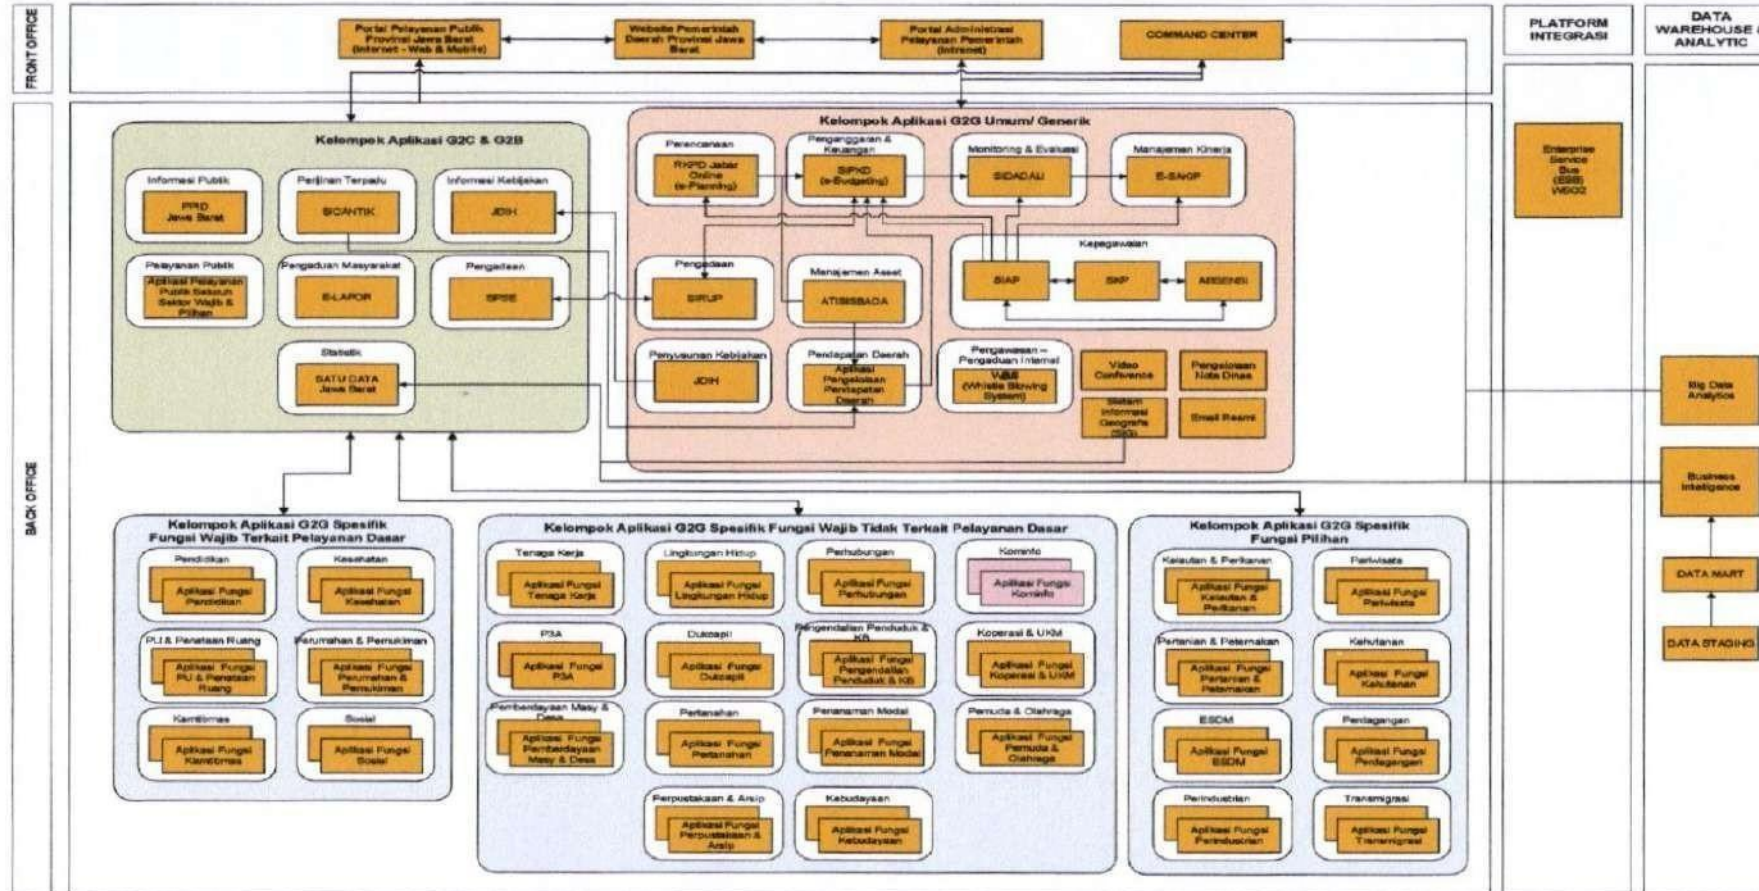 FRONT OFFICE
Portal Pelayanan Publik
Provinsi Jawa Barat
(Internet - Web & Mobile)
Website Pemerintah
Daerah Provinsi Jawa
Barat
Portal Administrasi
Pelayanan Pemerintah
(Intranet)
COMMAND CENTER
PLATFORM
INTEGRASI
DATA
WAREHOUSE &
ANALYTIC
BACK OFFICE
Kelompok Aplikasi G2C & G2B
Informasi Publik
PPID
Jawa Barat
Perijinan Terpadu
SICANTIK
Informasi Kebijakan
JDIH
Pelayanan Publik
Aplikasi Pelayanan
Publik Seluruh
Sektor Wajib &
Pilihan
Pengaduan Masyarakat
E-LAPOR
Pengadaan
SPSE
Statistik
SATU DATA
Jawa Barat
Kelompok Aplikasi G2G Umum/ Generik
Perencanaan
RKPD Jabar
Online
(e-Planning)
Penganggaran &
Keuangan
SIPKD
(e-Budgeting)
Monitoring & Evaluasi
SIDADALI
Manajemen Kinerja
E-SAKIP
Pengadaan
SIRUP
Manajemen Asset
ATISISBADA
Kepegawaian
SIAP
SKP
ABSENSI
Penyusunan Kebijakan
JDIH
Pendapatan Daerah
Aplikasi
Pengelolaan
Pendapatan
Daerah
Pengawasan –
Pengaduan Internal
WBS
(Whistle Blowing
System)
Video
Conference
Pengelolaan
Nota Dinas
Sistem
Informasi
Geografis
(SIG)
Email Resmi
Enterprise
Service
Bus
(ESB)
WSO2
Big Data
Analytics
Business
Intelligence
DATA MART
DATA STAGING
Kelompok Aplikasi G2G Spesifik
Fungsi Wajib Terkait Pelayanan Dasar
Pendidikan
Aplikasi Fungsi
Pendidikan
Kesehatan
Aplikasi Fungsi
Kesehatan
PU & Penataan Ruang
Aplikasi Fungsi
PU & Penataan
Ruang
Perumahan & Pemukiman
Aplikasi Fungsi
Perumahan &
Pemukiman
Kamtibmas
Aplikasi Fungsi
Kamtibmas
Sosial
Aplikasi Fungsi
Sosial
Kelompok Aplikasi G2G Spesifik Fungsi Wajib Tidak Terkait Pelayanan Dasar
Tenaga Kerja
Aplikasi Fungsi
Tenaga Kerja
Lingkungan Hidup
Aplikasi Fungsi
Lingkungan Hidup
Perhubungan
Aplikasi Fungsi
Perhubungan
Kominfo
Aplikasi Fungsi
Kominfo
P3A
Aplikasi Fungsi
P3A
Dukcapil
Aplikasi Fungsi
Dukcapil
Pengendalian Penduduk &
KB
Aplikasi Fungsi
Pengendalian
Penduduk & KB
Koperasi & UKM
Aplikasi Fungsi
Koperasi & UKM
Pemberdayaan Masy &
Desa
Aplikasi Fungsi
Pemberdayaan
Masy & Desa
Pertanahan
Aplikasi Fungsi
Pertanahan
Penanaman Modal
Aplikasi Fungsi
Penanaman Modal
Pemuda & Olahraga
Aplikasi Fungsi
Pemuda &
Olahraga
Perpustakaan & Arsip
Aplikasi Fungsi
Perpustakaan &
Arsip
Kebudayaan
Aplikasi Fungsi
Kebudayaan
Kelompok Aplikasi G2G Spesifik
Fungsi Pilihan
Kelautan & Perikanan
Aplikasi Fungsi
Kelautan &
Perikanan
Pariwisata
Aplikasi Fungsi
Pariwisata
Pertanian & Peternakan
Aplikasi Fungsi
Pertanian &
Peternakan
Kehutanan
Aplikasi Fungsi
Kehutanan
ESDM
Aplikasi Fungsi
ESDM
Perdagangan
Aplikasi Fungsi
Perdagangan
Perindustrian
Aplikasi Fungsi
Perindustrian
Transmigrasi
Aplikasi Fungsi
Transmigrasi